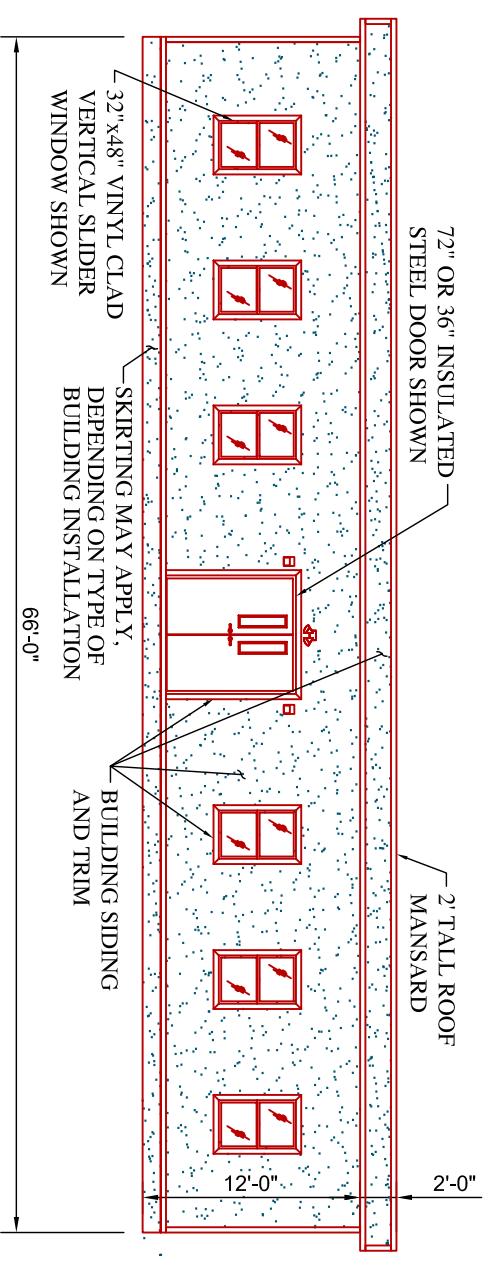 72" OR 36" INSULATED
STEEL DOOR SHOWN
2' TALL ROOF
MANSARD
2'-0"
12'-0"
32"x48" VINYL CLAD
VERTICAL SLIDER
WINDOW SHOWN
SKIRTING MAY APPLY,
DEPENDING ON TYPE OF
BUILDING INSTALLATION
BUILDING SIDING
AND TRIM
66'-0"